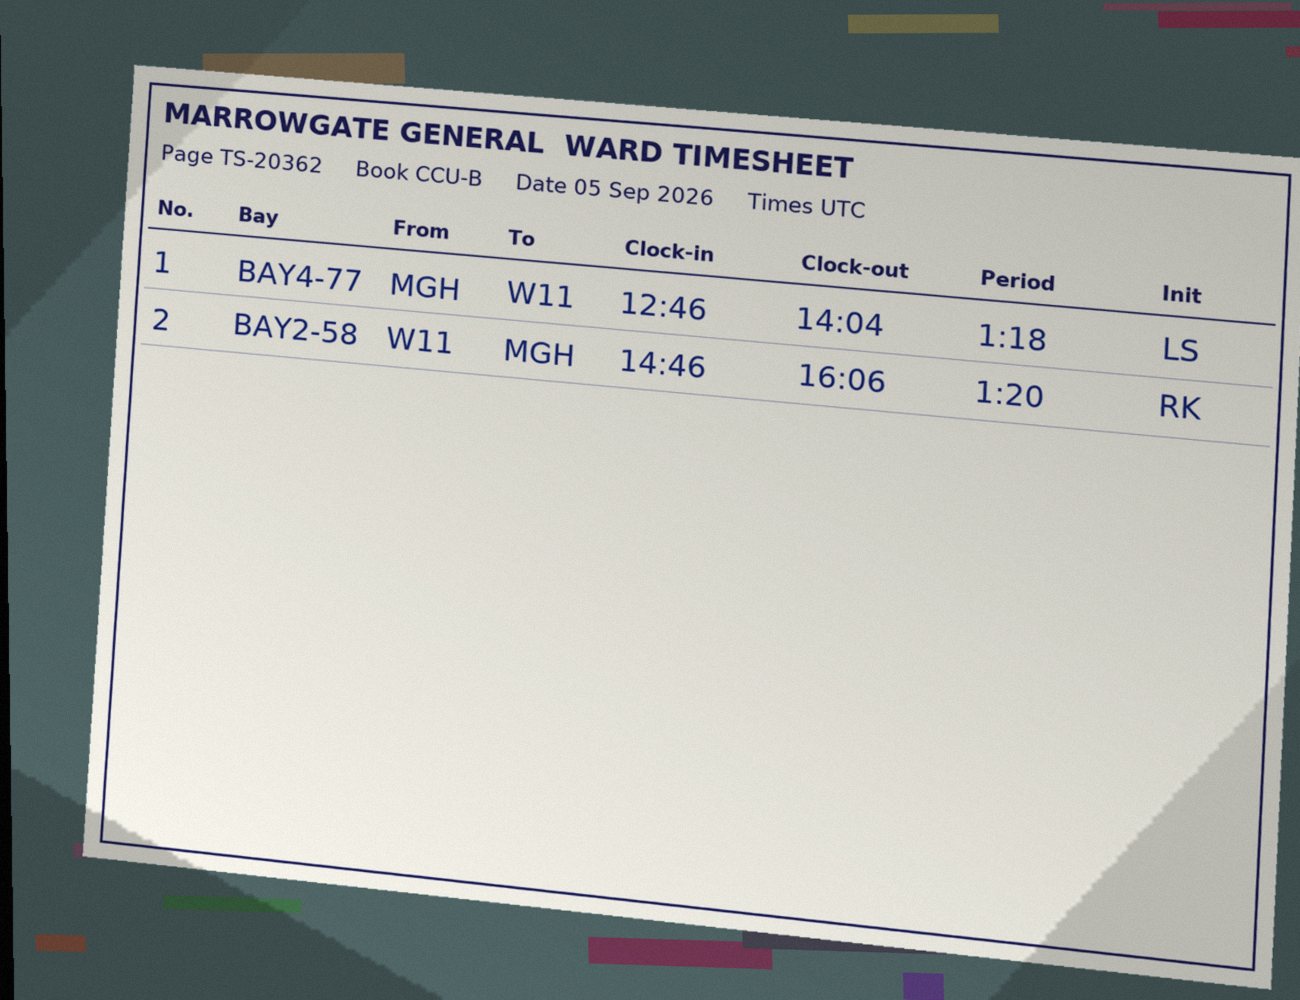 MARROWGATE GENERAL WARD TIMESHEET
Page TS-20362 Book CCU-B Date 05 Sep 2026 Times UTC
No. Bay From To Clock-in Clock-out Period Init
1 BAY4-77 MGH W11 12:46 14:04 1:18 LS
2 BAY2-58 W11 MGH 14:46 16:06 1:20 RK